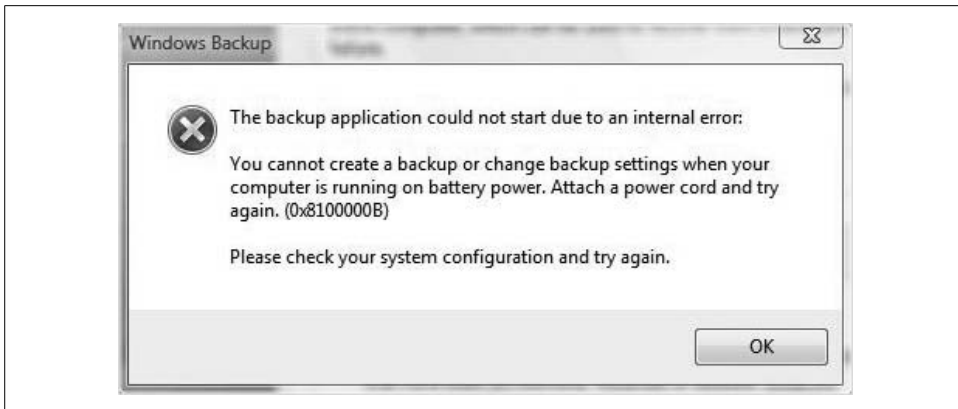 Windows Backup
The backup application could not start due to an internal error:
You cannot create a backup or change backup settings when your
computer is running on battery power. Attach a power cord and try
again. (0x8100000B)
Please check your system configuration and try again.
OK